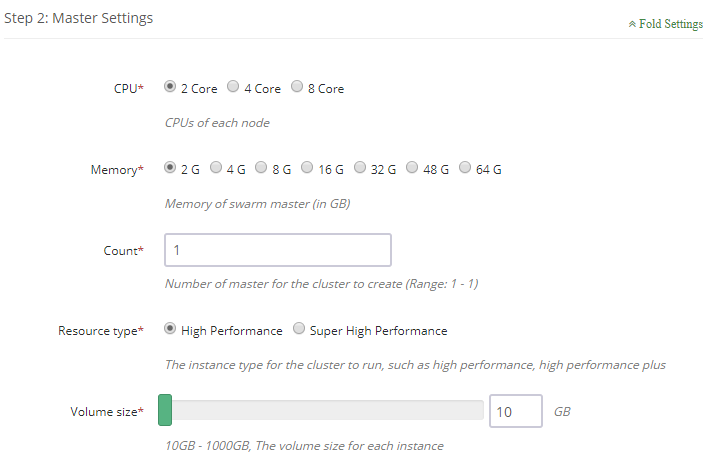 Step 2: Master Settings
Fold Settings
CPU* 2 Core 4 Core 8 Core
CPUs of each node
Memory* 2 G 4 G 8 G 16 G 32 G 48 G 64 G
Memory of swarm master (in GB)
Count* 1
Number of master for the cluster to create (Range: 1 - 1)
Resource type* High Performance Super High Performance
The instance type for the cluster to run, such as high performance, high performance plus
Volume size* 10 GB
10GB - 1000GB, The volume size for each instance